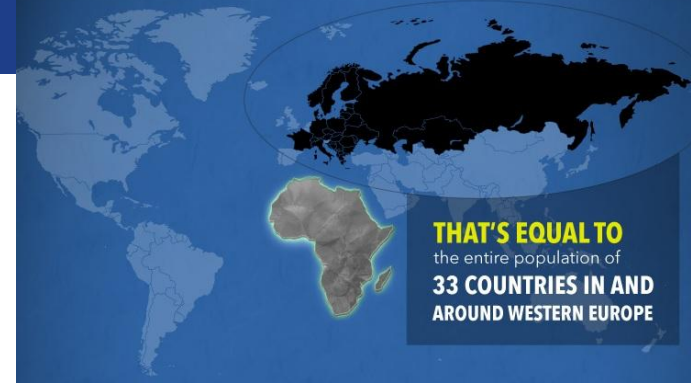 THAT'S EQUAL TO
the entire population of
33 COUNTRIES IN AND
AROUND WESTERN EUROPE